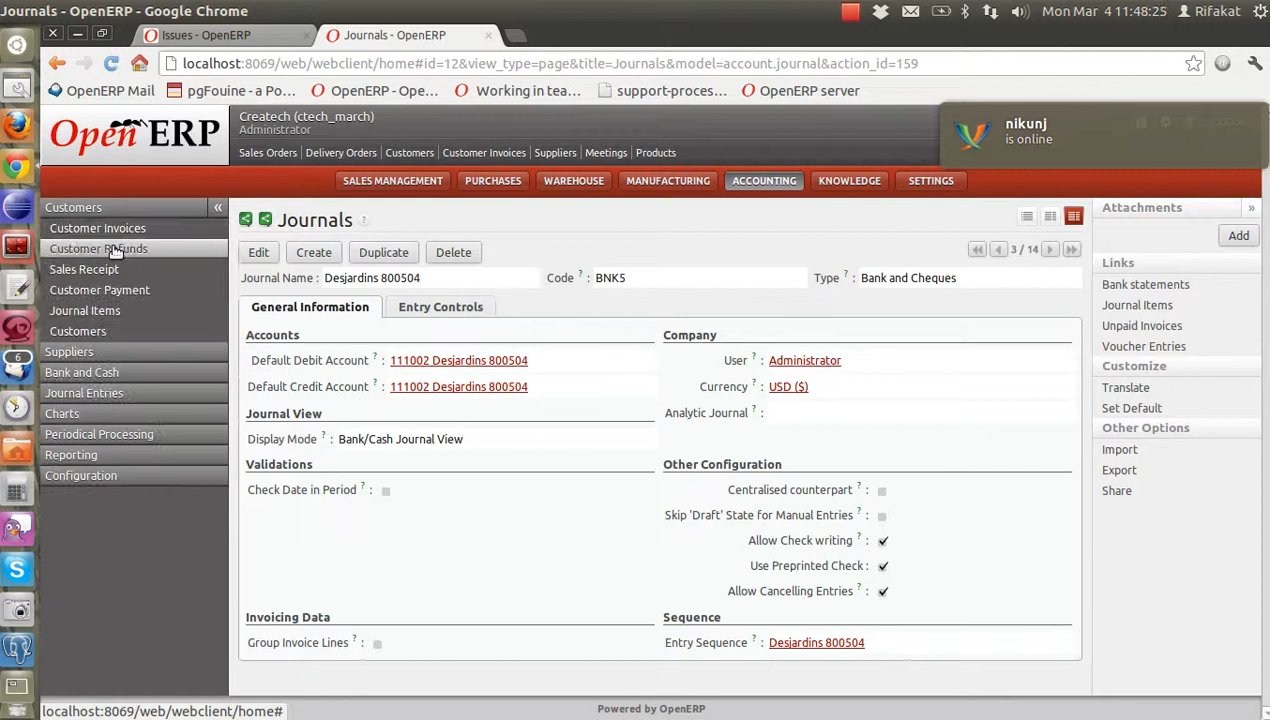 Journals - OpenERP - Google Chrome
Mon Mar 4 11:48:25
Rifakat
Issues - OpenERP
Journals - OpenERP
localhost:8069/web/webclient/home#id=12&view_type=page&title=Journals&model=account.journal&action_id=159
OpenERP Mail
pgFouine - a Po...
OpenERP - Ope...
Working in tea...
support-proces...
OpenERP server
Open ERP
Createch (ctech_march)
Administrator
nikunj
is online
Sales Orders
Delivery Orders
Customers
Customer Invoices
Suppliers
Meetings
Products
SALES MANAGEMENT
PURCHASES
WAREHOUSE
MANUFACTURING
ACCOUNTING
KNOWLEDGE
SETTINGS
Customers
«
Customer Invoices
Customer Refunds
Sales Receipt
Customer Payment
Journal Items
Customers
Suppliers
Bank and Cash
Journal Entries
Charts
Periodical Processing
Reporting
Configuration
6
Journals ?
Edit
Create
Duplicate
Delete
3 / 14
Journal Name : Desjardins 800504
Code ? : BNK5
Type ? : Bank and Cheques
General Information
Entry Controls
Accounts
Default Debit Account ? : 111002 Desjardins 800504
Default Credit Account ? : 111002 Desjardins 800504
Journal View
Display Mode ? : Bank/Cash Journal View
Validations
Check Date in Period ? :
Invoicing Data
Group Invoice Lines ? :
Company
User ? : Administrator
Currency ? : USD ($)
Analytic Journal ? :
Other Configuration
Centralised counterpart ? :
Skip 'Draft' State for Manual Entries ? :
Allow Check writing ? :
Use Preprinted Check ? :
Allow Cancelling Entries ? :
Sequence
Entry Sequence ? : Desjardins 800504
Attachments
»
Add
Links
Bank statements
Journal Items
Unpaid Invoices
Voucher Entries
Customize
Translate
Set Default
Other Options
Import
Export
Share
localhost:8069/web/webclient/home#
Powered by OpenERP